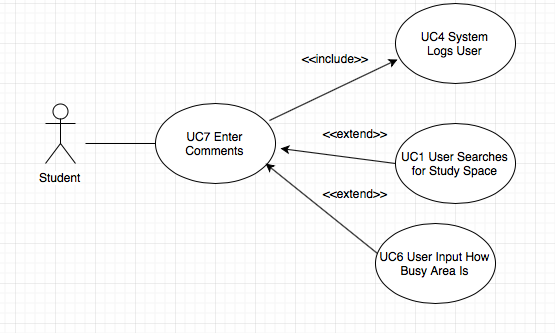 UC4 System
Logs User
<<include>>
UC7 Enter
Comments
<<extend>>
UC1 User Searches
for Study Space
Student
<<extend>>
UC6 User Input How
Busy Area Is